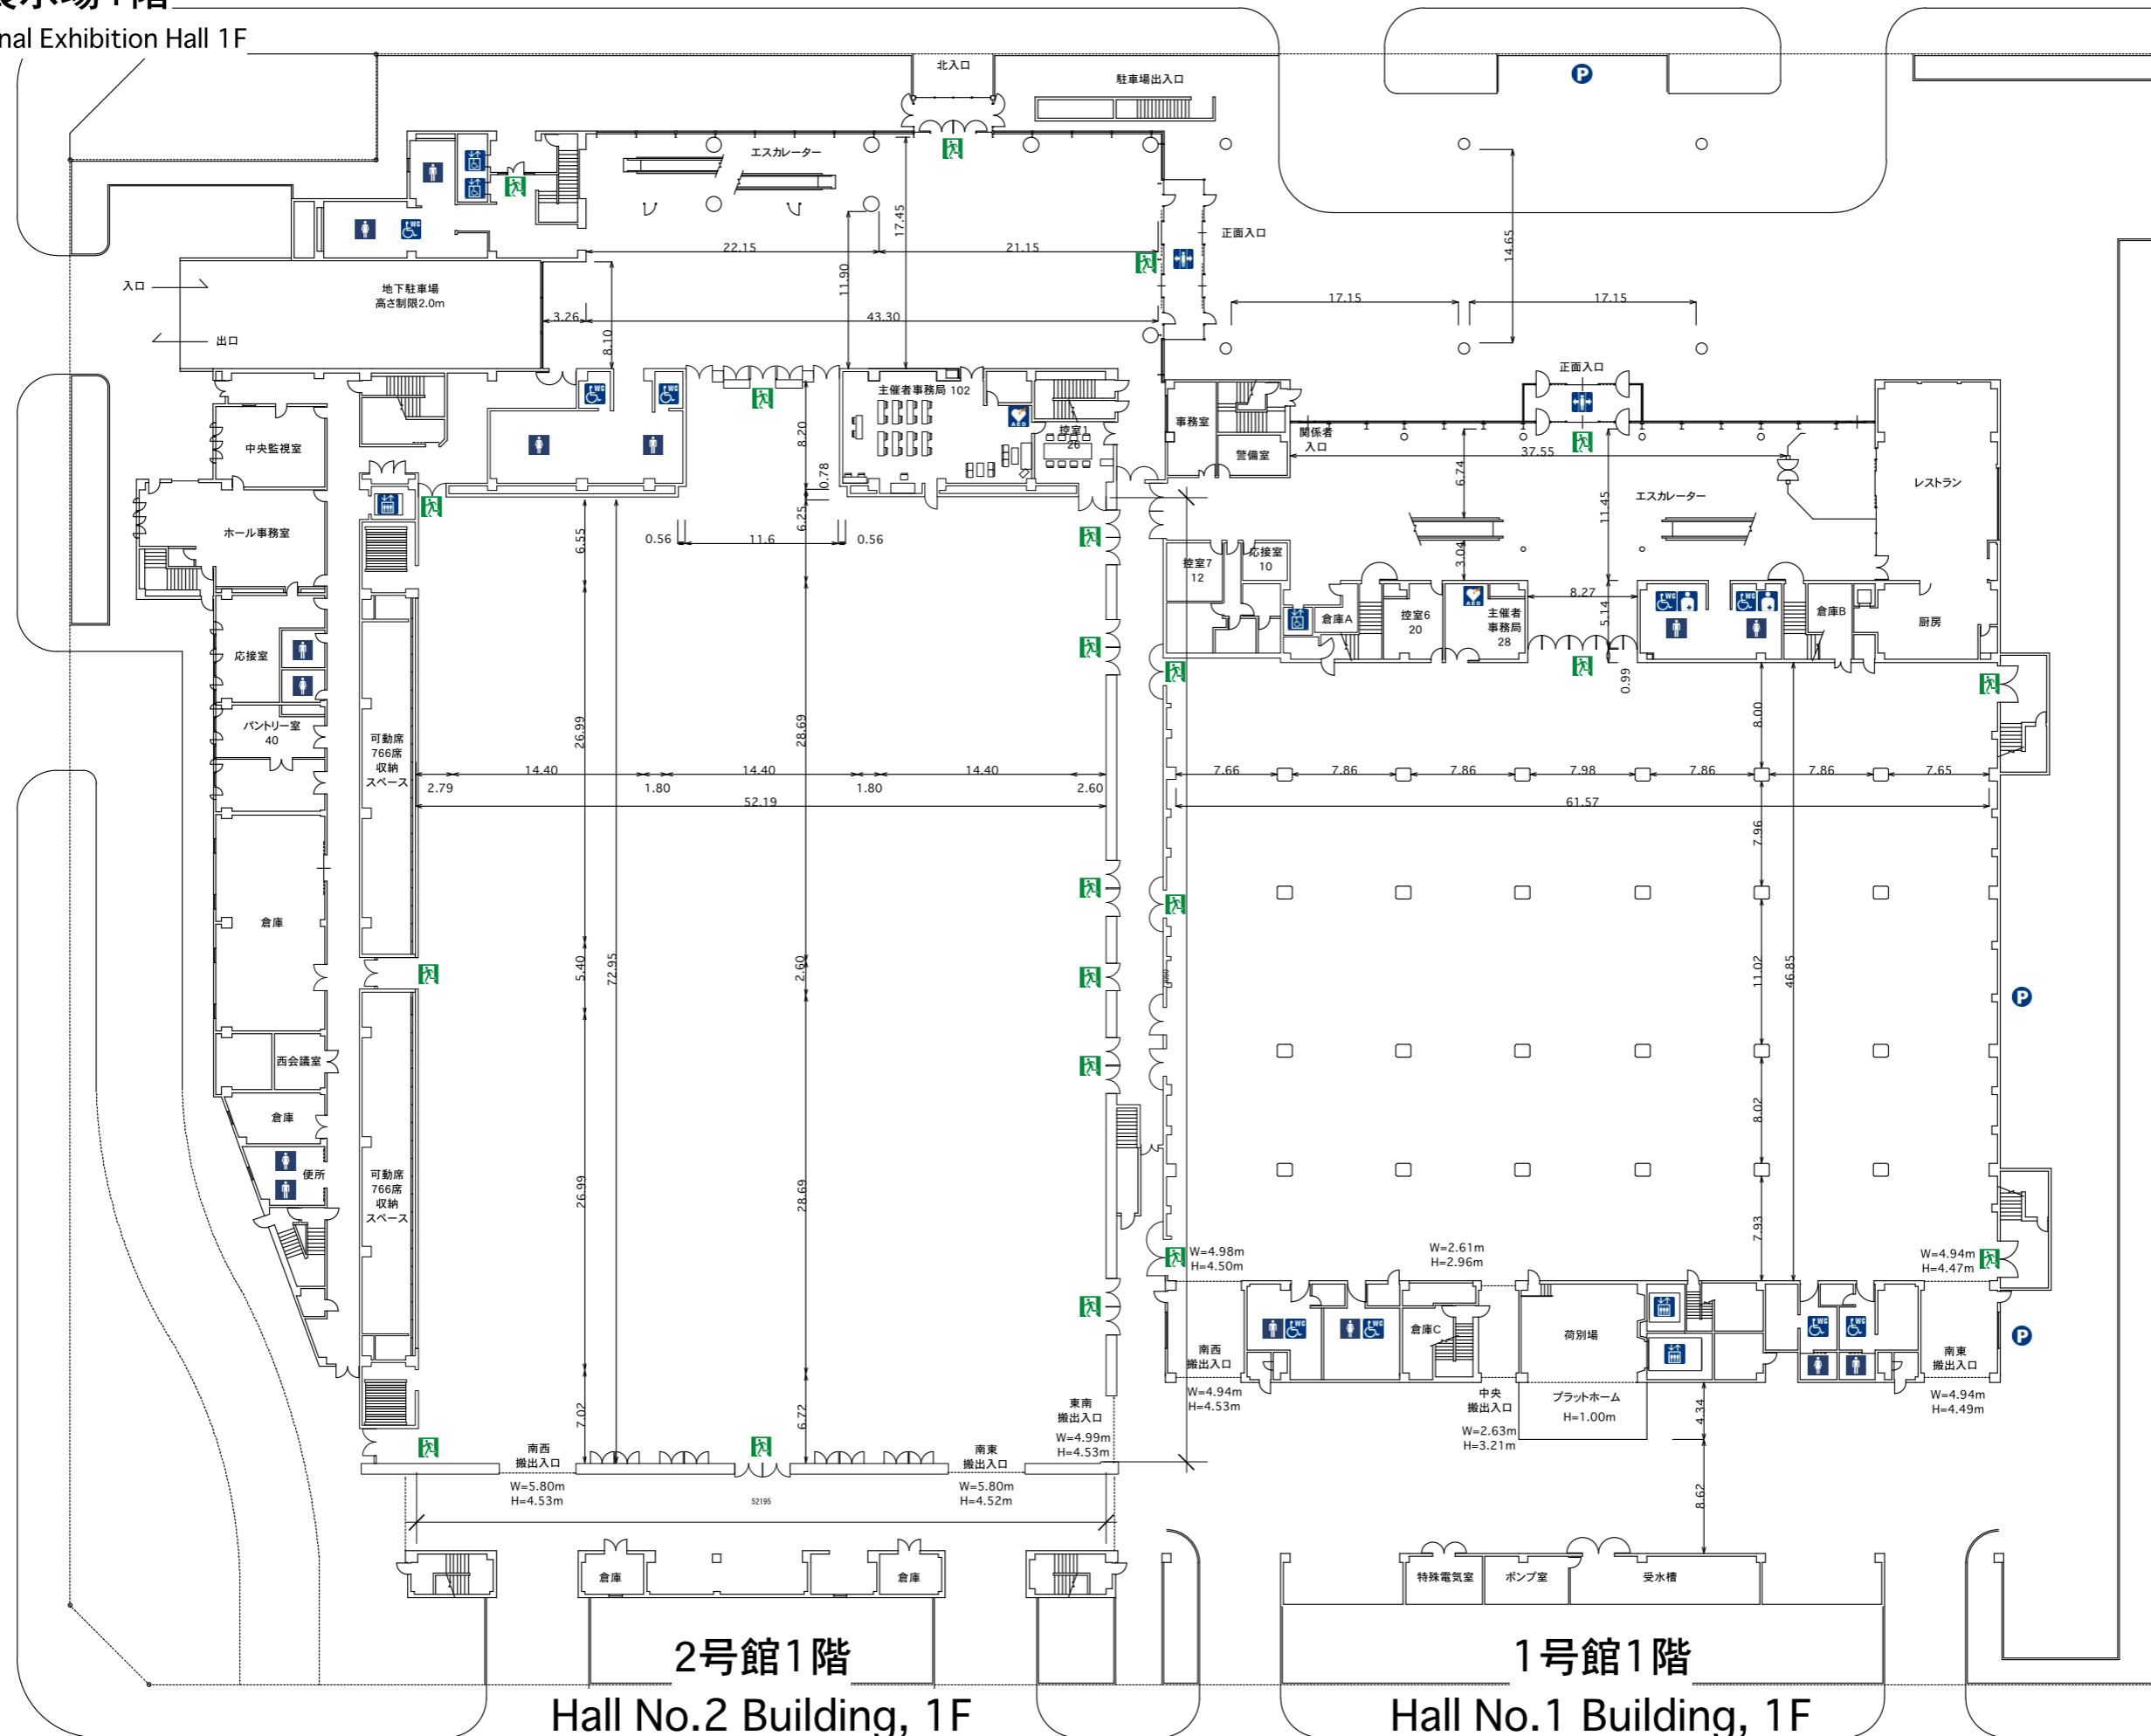 展示場1階
nal Exhibition Hall 1F
北入口
駐車場出入口
エスカレーター
正面入口
17.45
22.15
21.15
11.90
14.65
入口
地下駐車場
高さ制限2.0m
出口
3.26
43.30
8.10
17.15
17.15
正面入口
主催者事務局 102
AED
控室1
26
事務室
警備室
関係者
入口
37.55
6.74
11.45
エスカレーター
レストラン
中央監視室
8.20
0.78
ホール事務室
6.55
6.25
0.56
11.6
0.56
控室7
12
応接室
10
3.04
8.27
5.14
倉庫A
控室6
20
AED
主催者
事務局
28
倉庫B
厨房
0.99
応接室
パントリー室
40
可動席
766席
収納
スペース
26.99
28.69
8.00
14.40
14.40
14.40
2.79
1.80
1.80
2.60
52.19
7.66
7.86
7.86
7.98
7.86
7.86
7.65
61.57
7.96
倉庫
5.40
72.95
2.60
11.02
46.85
西会議室
倉庫
便所
可動席
766席
収納
スペース
26.99
28.69
8.02
7.93
W=4.98m
H=4.50m
W=2.61m
H=2.96m
W=4.94m
H=4.47m
倉庫C
荷別場
南西
搬出入口
南東
搬出入口
W=4.94m
H=4.53m
中央
搬出入口
W=2.63m
H=3.21m
プラットホーム
H=1.00m
4.34
W=4.94m
H=4.49m
7.02
6.72
東南
搬出入口
W=4.99m
H=4.53m
南西
搬出入口
南東
搬出入口
W=5.80m
H=4.53m
52195
W=5.80m
H=4.52m
8.62
倉庫
倉庫
特殊電気室
ポンプ室
受水槽
2号館1階
Hall No.2 Building, 1F
1号館1階
Hall No.1 Building, 1F